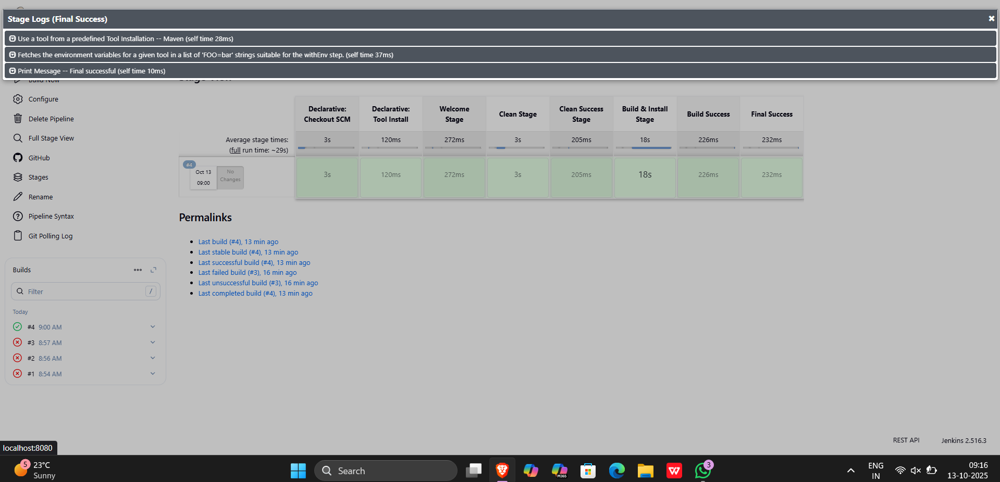 Stage Logs (Final Success)
Use a tool from a predefined Tool Installation -- Maven (self time 28ms)
Fetches the environment variables for a given tool in a list of 'FOO=bar' strings suitable for the withEnv step. (self time 37ms)
Print Message -- Final successful (self time 10ms)
Build Now
Stage View
Configure
Delete Pipeline
Full Stage View
GitHub
Stages
Rename
Pipeline Syntax
Git Polling Log
Declarative: Checkout SCM
Declarative: Tool Install
Welcome Stage
Clean Stage
Clean Success Stage
Build & Install Stage
Build Success
Final Success
Average stage times:
(full run time: ~29s)
3s
120ms
272ms
3s
205ms
18s
226ms
232ms
#4
Oct 13
09:00
No Changes
3s
120ms
272ms
3s
205ms
18s
226ms
232ms
Permalinks
Last build (#4), 13 min ago
Last stable build (#4), 13 min ago
Last successful build (#4), 13 min ago
Last failed build (#3), 16 min ago
Last unsuccessful build (#3), 16 min ago
Last completed build (#4), 13 min ago
Builds
Filter
/
Today
#4 9:00 AM
#3 8:57 AM
#2 8:56 AM
#1 8:54 AM
REST API
Jenkins 2.516.3
localhost:8080
5
23°C
Sunny
Search
M365
W
3
ENG
IN
09:16
13-10-2025